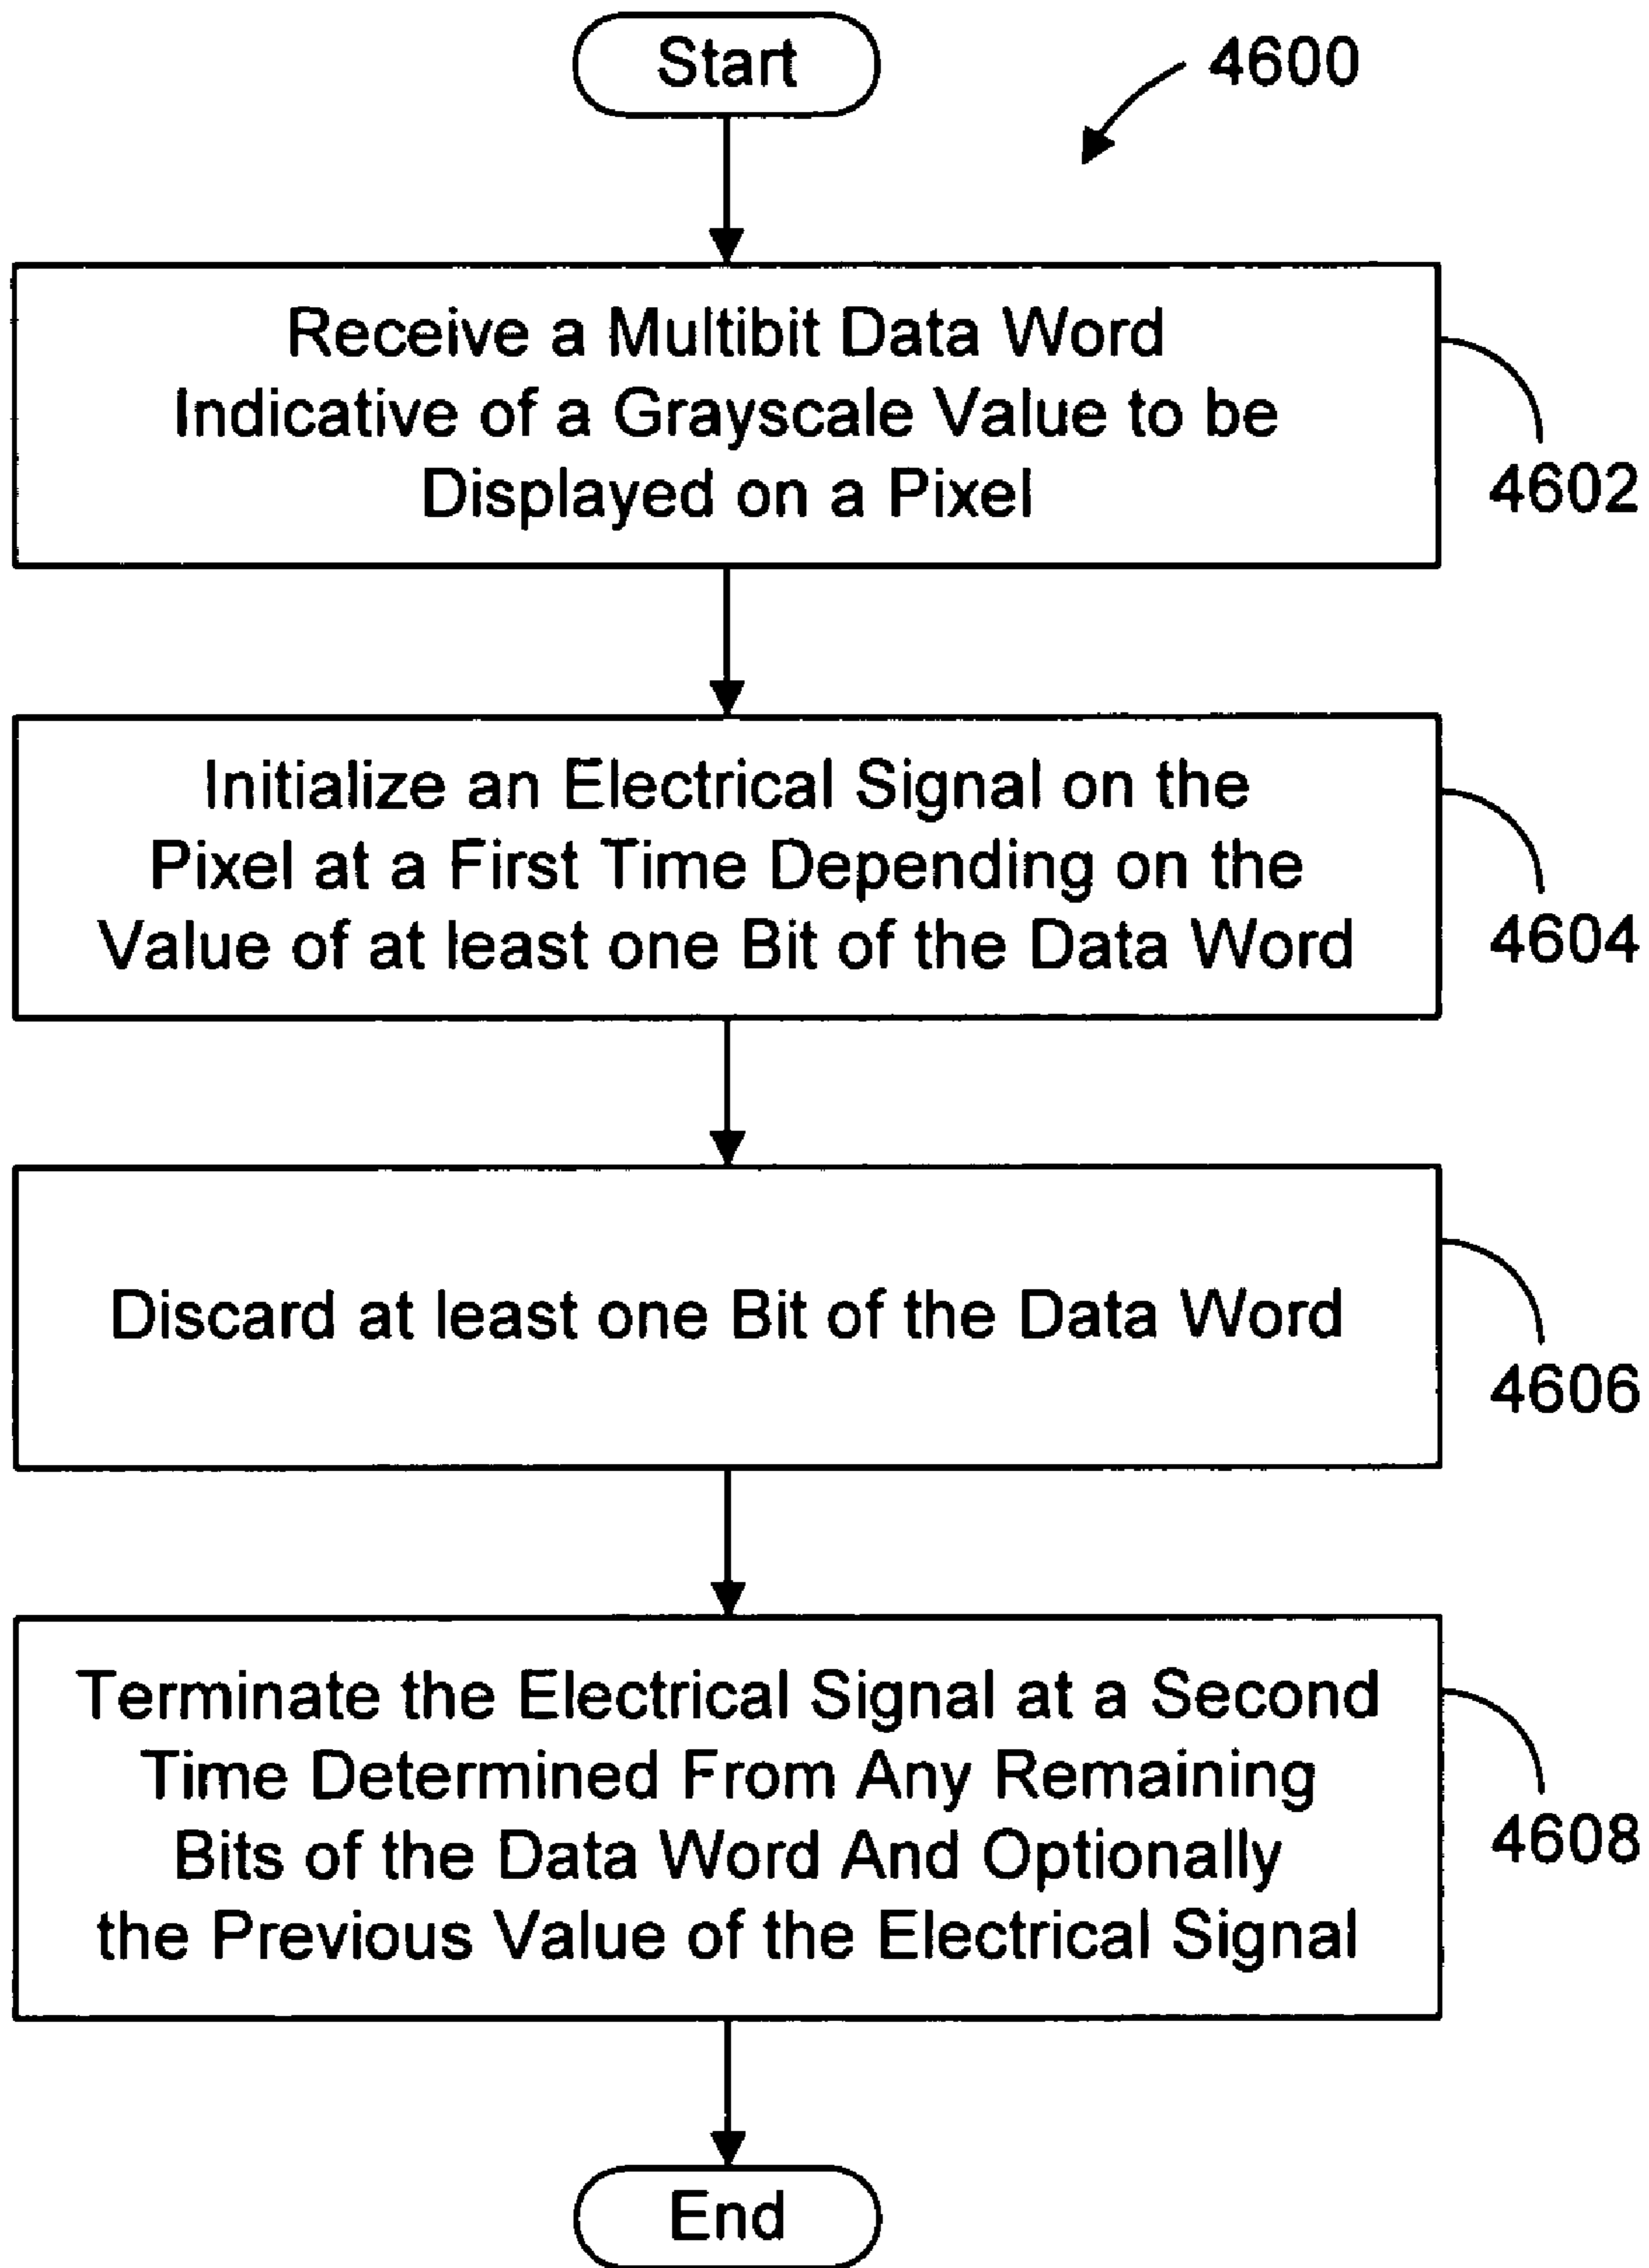 Start
4600
Receive a Multibit Data Word
Indicative of a Grayscale Value to be
Displayed on a Pixel
4602
Initialize an Electrical Signal on the
Pixel at a First Time Depending on the
Value of at least one Bit of the Data Word
4604
Discard at least one Bit of the Data Word
4606
Terminate the Electrical Signal at a Second
Time Determined From Any Remaining
Bits of the Data Word And Optionally
the Previous Value of the Electrical Signal
4608
End